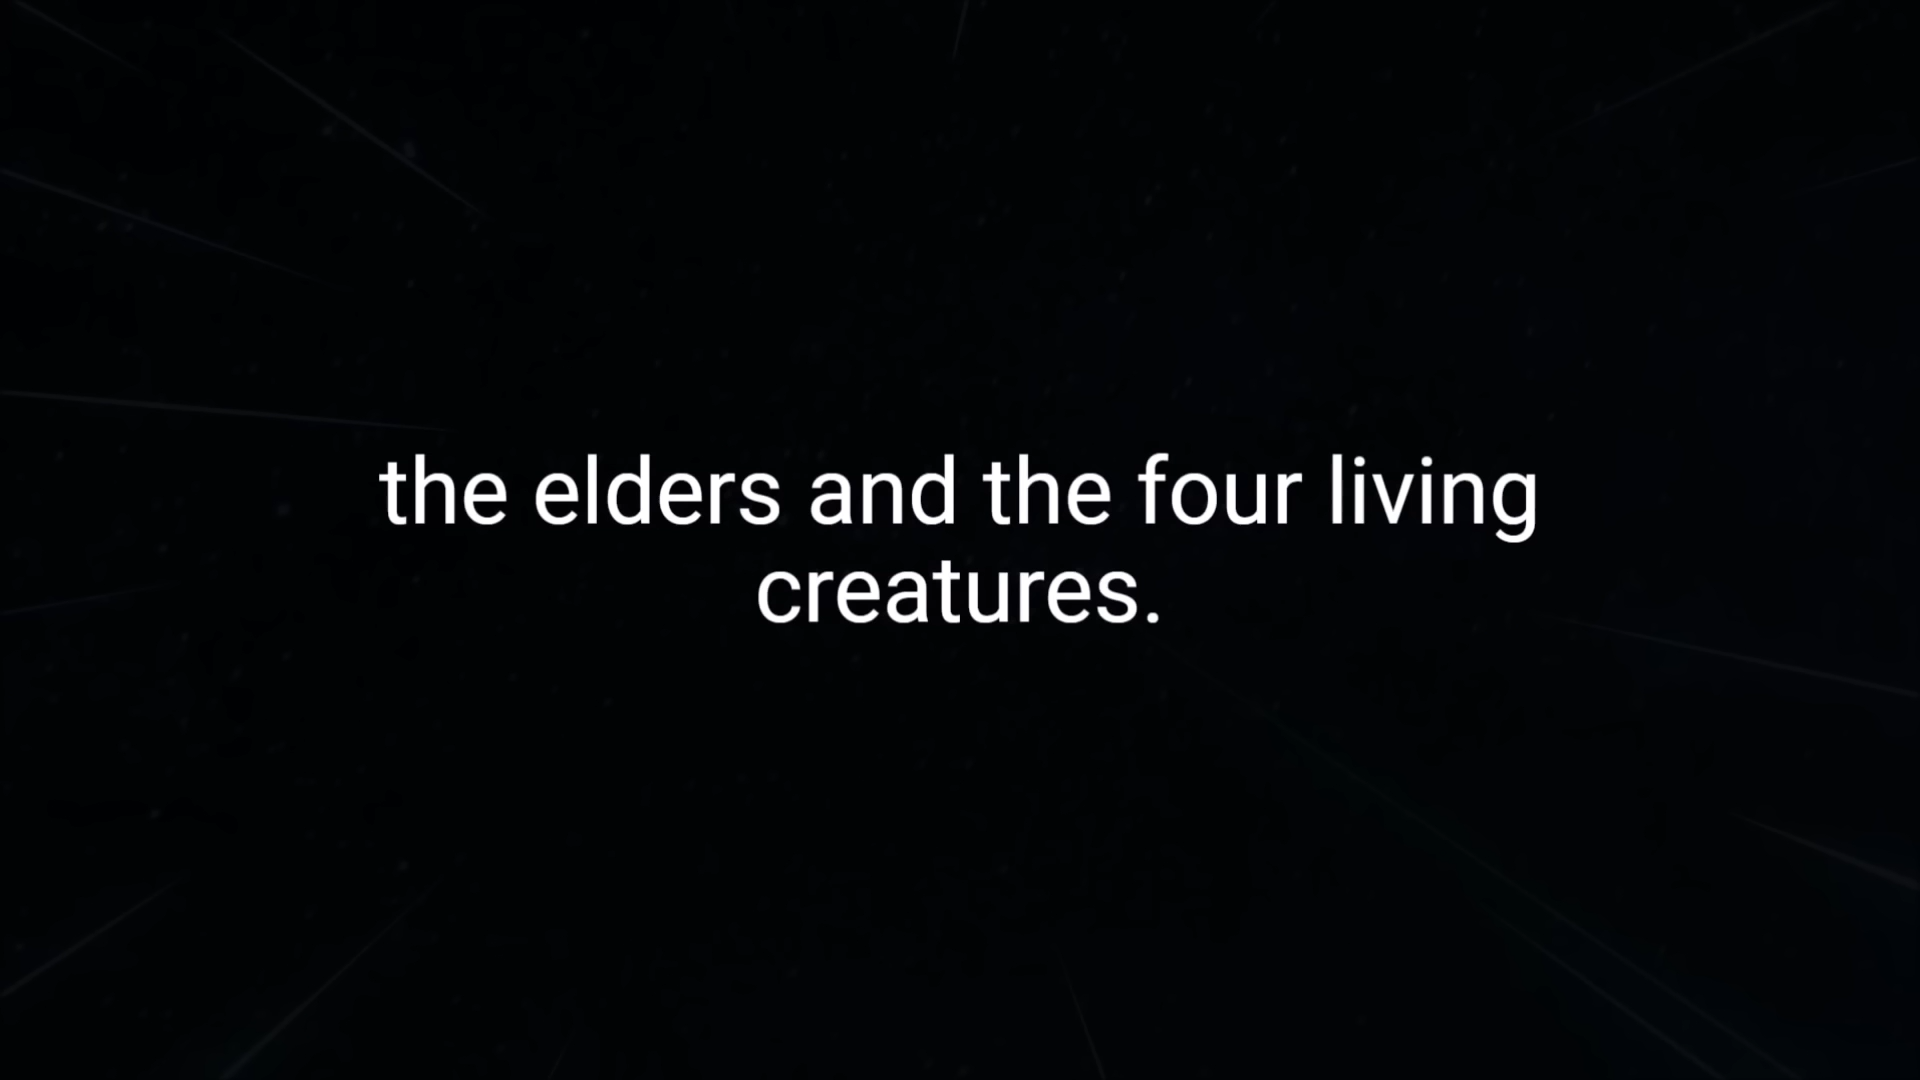 the elders and the four living
creatures.